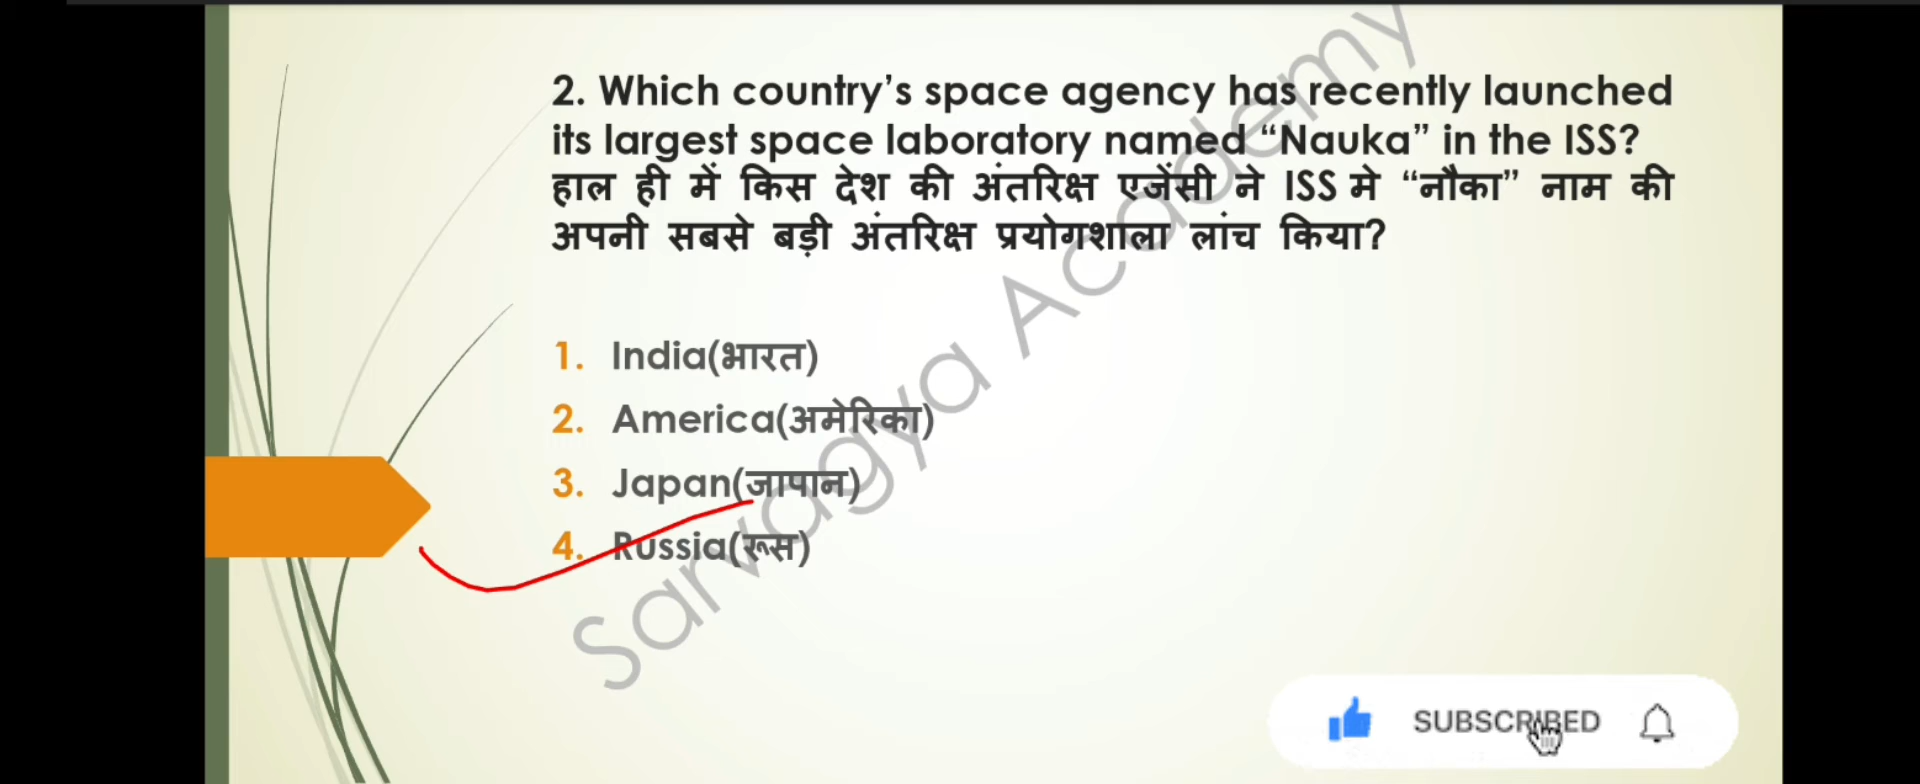 2. Which country’s space agency has recently launched
its largest space laboratory named “Nauka” in the ISS?
हाल ही में किस देश की अंतरिक्ष एजेंसी ने ISS मे “नौका” नाम की
अपनी सबसे बड़ी अंतरिक्ष प्रयोगशाला लांच किया?
1. India(भारत)
2. America(अमेरिका)
3. Japan(जापान)
4. Russia(रूस)
Sarvagya Academy
SUBSCRIBED